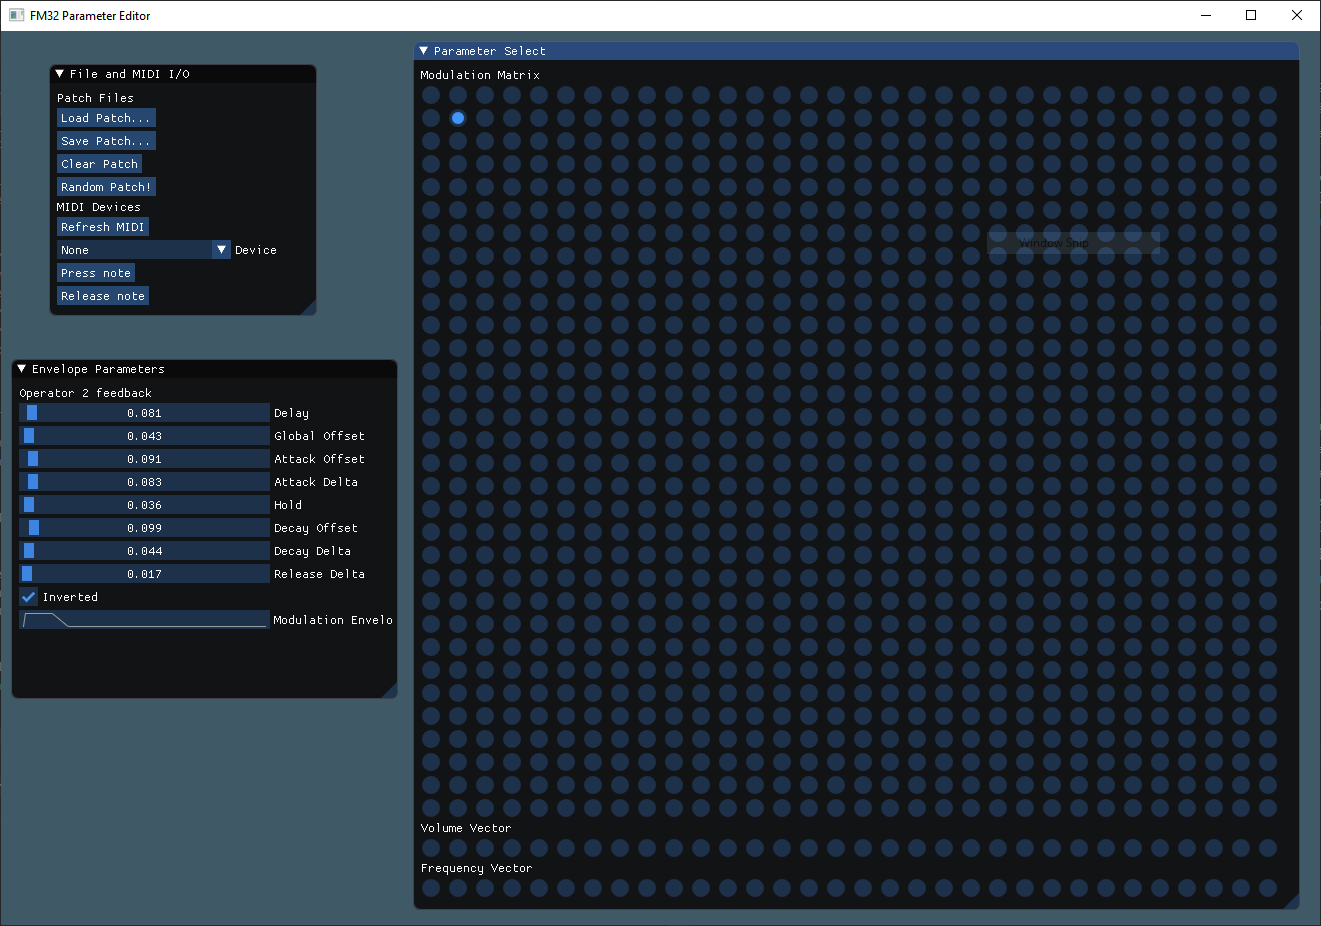 FM32 Parameter Editor
File and MIDI I/O
Patch Files
Load Patch...
Save Patch...
Clear Patch
Random Patch!
MIDI Devices
Refresh MIDI
None Device
Press note
Release note
Envelope Parameters
Operator 2 feedback
0.081 Delay
0.043 Global Offset
0.091 Attack Offset
0.083 Attack Delta
0.036 Hold
0.099 Decay Offset
0.044 Decay Delta
0.017 Release Delta
Inverted
Modulation Envelo
Parameter Select
Modulation Matrix
Window Snip
Volume Vector
Frequency Vector